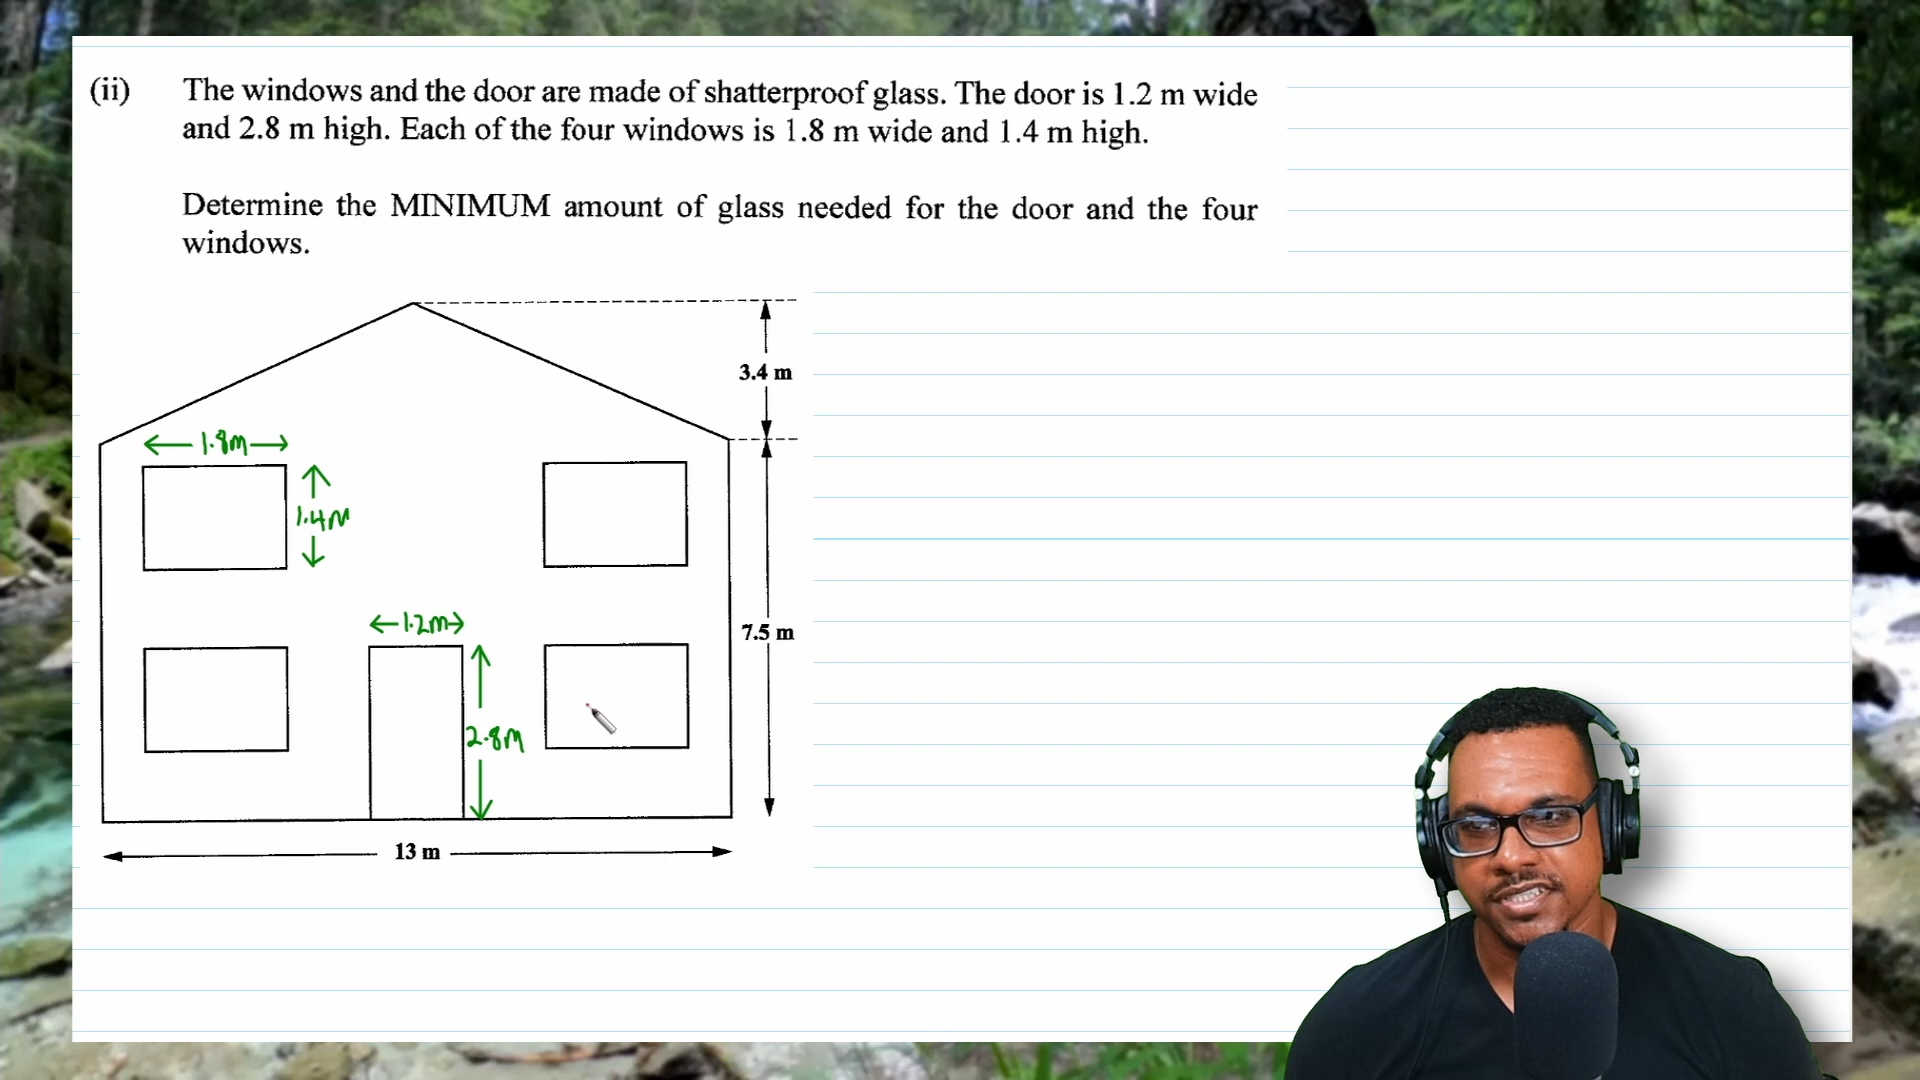 (ii) The windows and the door are made of shatterproof glass. The door is 1.2 m wide
and 2.8 m high. Each of the four windows is 1.8 m wide and 1.4 m high.
Determine the MINIMUM amount of glass needed for the door and the four
windows.
3.4 m
1.8m
1.4m
1.2m
7.5 m
2.8m
13 m